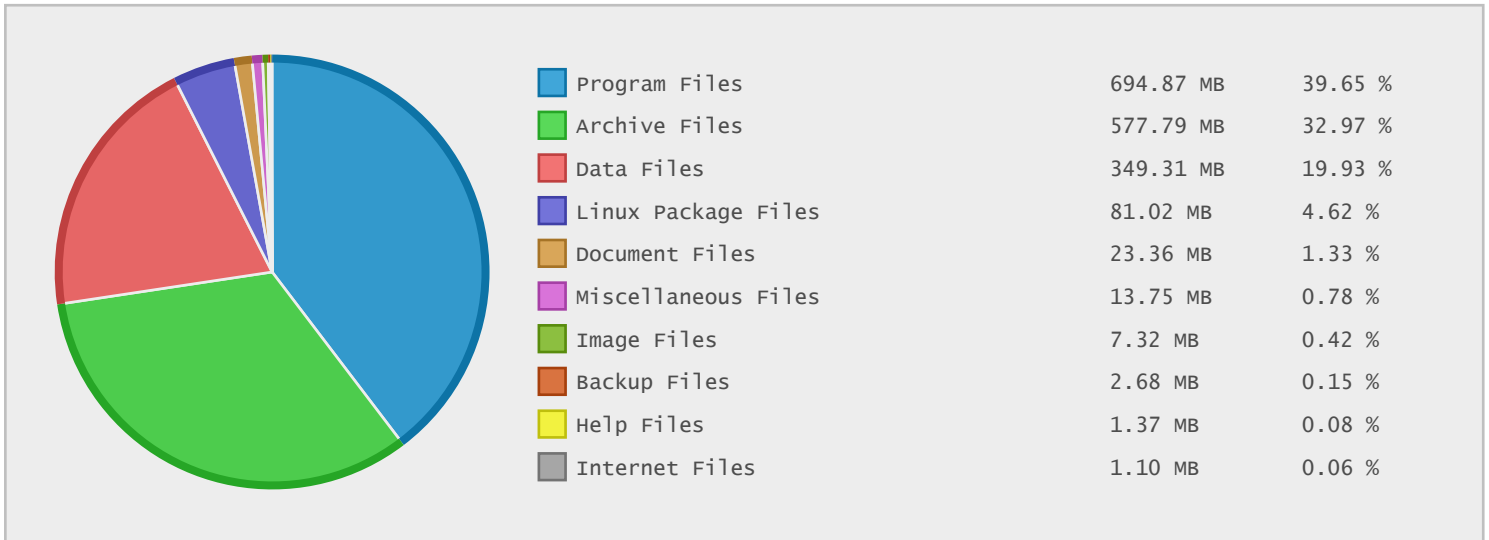 Program Files 694.87 MB 39.65 %
Archive Files 577.79 MB 32.97 %
Data Files 349.31 MB 19.93 %
Linux Package Files 81.02 MB 4.62 %
Document Files 23.36 MB 1.33 %
Miscellaneous Files 13.75 MB 0.78 %
Image Files 7.32 MB 0.42 %
Backup Files 2.68 MB 0.15 %
Help Files 1.37 MB 0.08 %
Internet Files 1.10 MB 0.06 %